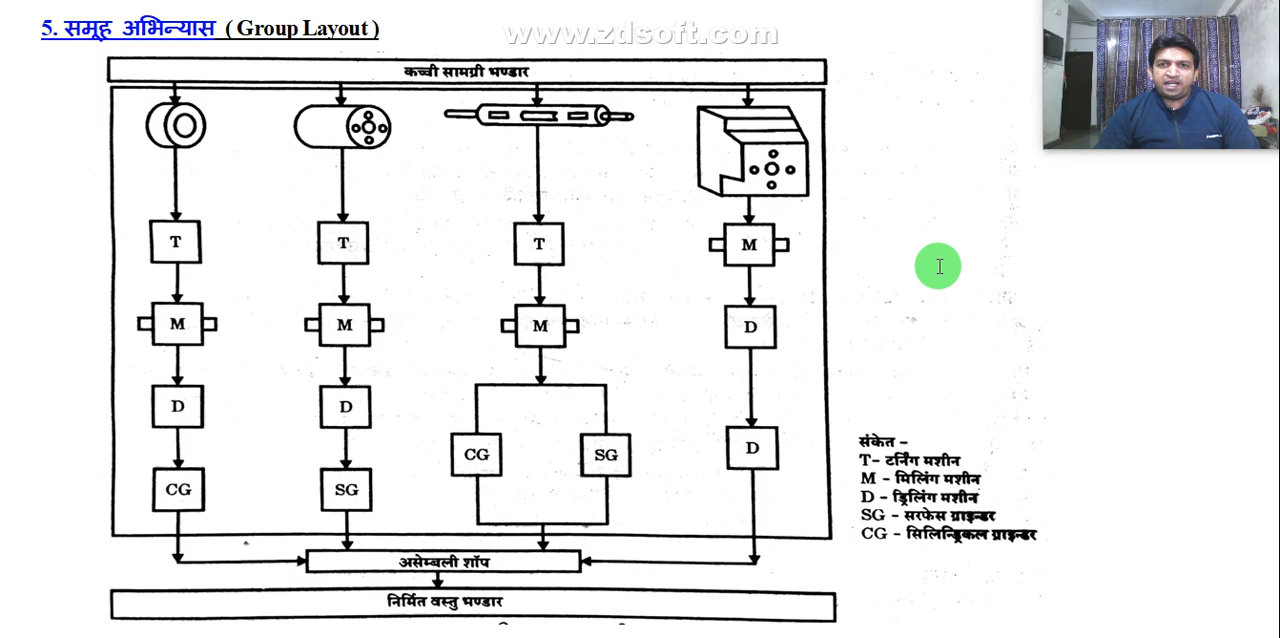 5. समूह अभिन्यास ( Group Layout )
www.zdsoft.com
कच्ची सामग्री भण्डार
T T T M
M M M D
D D
CG SG D
CG SG
संकेत –
T– टर्निंग मशीन
M – मिलिंग मशीन
D – ड्रिलिंग मशीन
SG – सरफेस ग्राइन्डर
CG – सिलिन्ड्रिकल ग्राइन्डर
असेम्बली शॉप
निर्मित वस्तु भण्डार